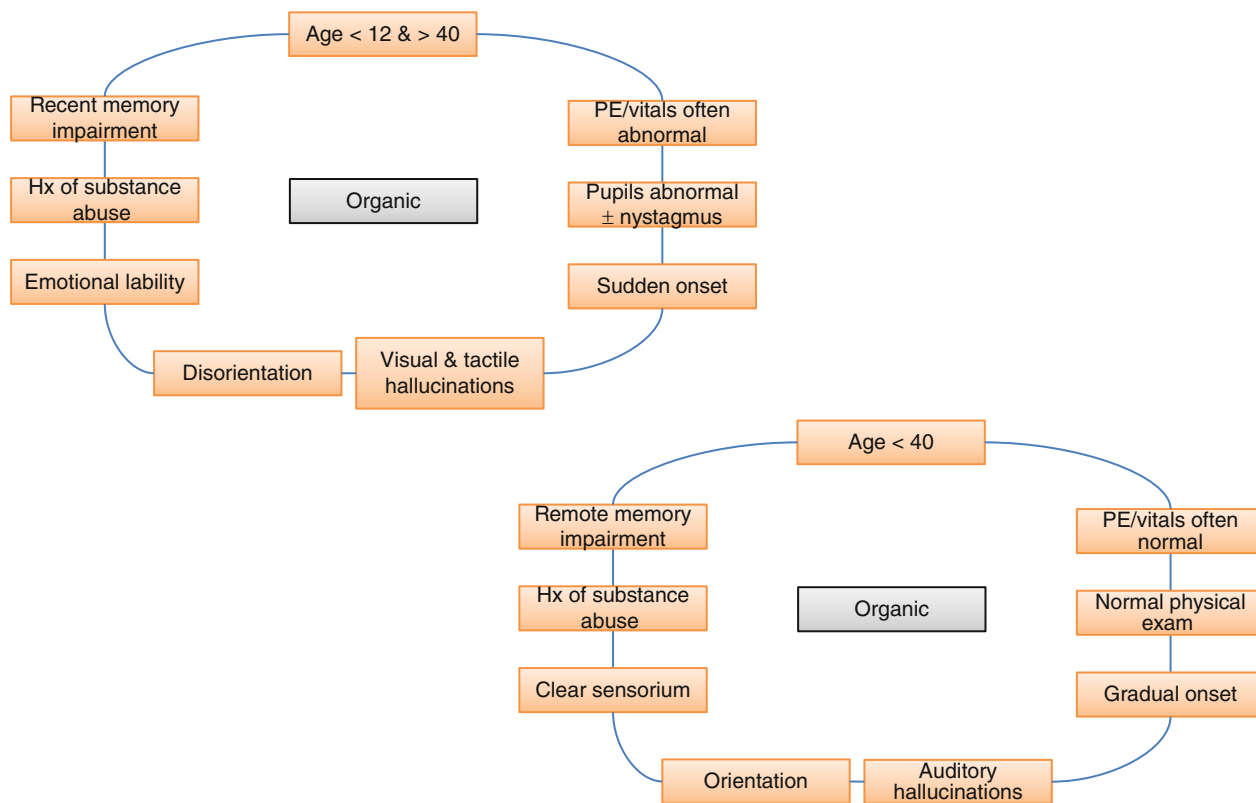 Age < 12 & > 40
Recent memory
impairment
PE/vitals often
abnormal
Hx of substance
abuse
Organic
Pupils abnormal
± nystagmus
Emotional lability
Sudden onset
Disorientation
Visual & tactile
hallucinations
Age < 40
Remote memory
impairment
PE/vitals often
normal
Hx of substance
abuse
Organic
Normal physical
exam
Clear sensorium
Gradual onset
Orientation
Auditory
hallucinations